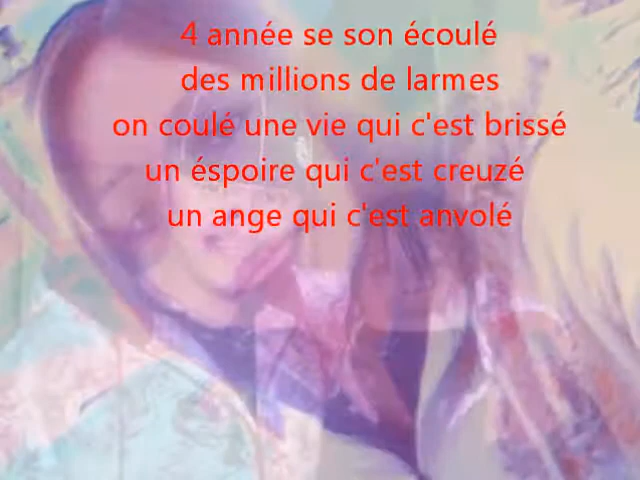 4 année se son écoulé
des millions de larmes
on coulé une vie qui c'est brissé
un éspoire qui c'est creuzé
un ange qui c'est anvolé